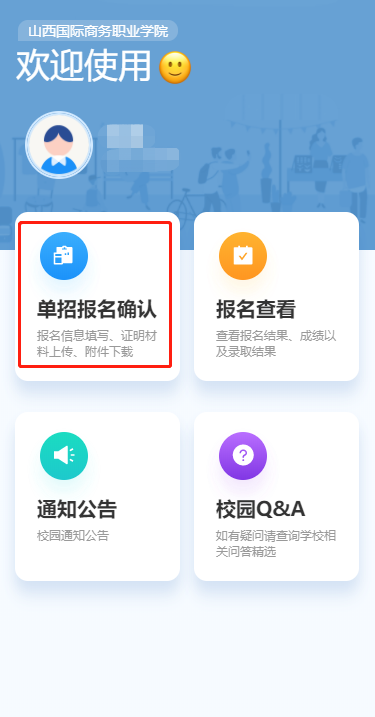 山西国际商务职业学院
欢迎使用
单招报名确认
报名信息填写、证明材
料上传、附件下载
报名查看
查看报名结果、成绩以
及录取结果
通知公告
校园通知公告
校园Q&A
如有疑问请查询学校相
关问答精选